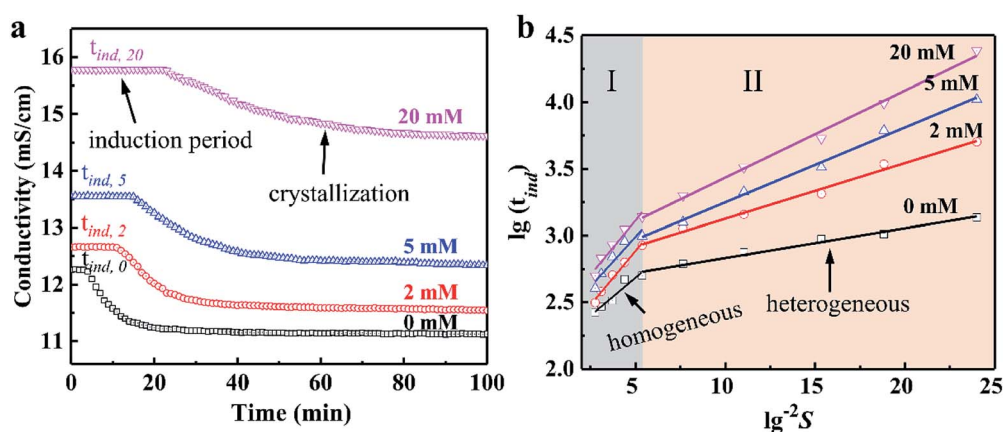 a
t_ind, 20
induction period
20 mM
crystallization
t_ind, 5
5 mM
t_ind, 2
2 mM
t_ind, 0
0 mM
Conductivity (mS/cm)
16
15
14
13
12
11
0 20 40 60 80 100
Time (min)
b
I
II
20 mM
5 mM
2 mM
0 mM
homogeneous
heterogeneous
lg (t_ind)
4.5
4.0
3.5
3.0
2.5
2.0
5 10 15 20 25
lg⁻²S